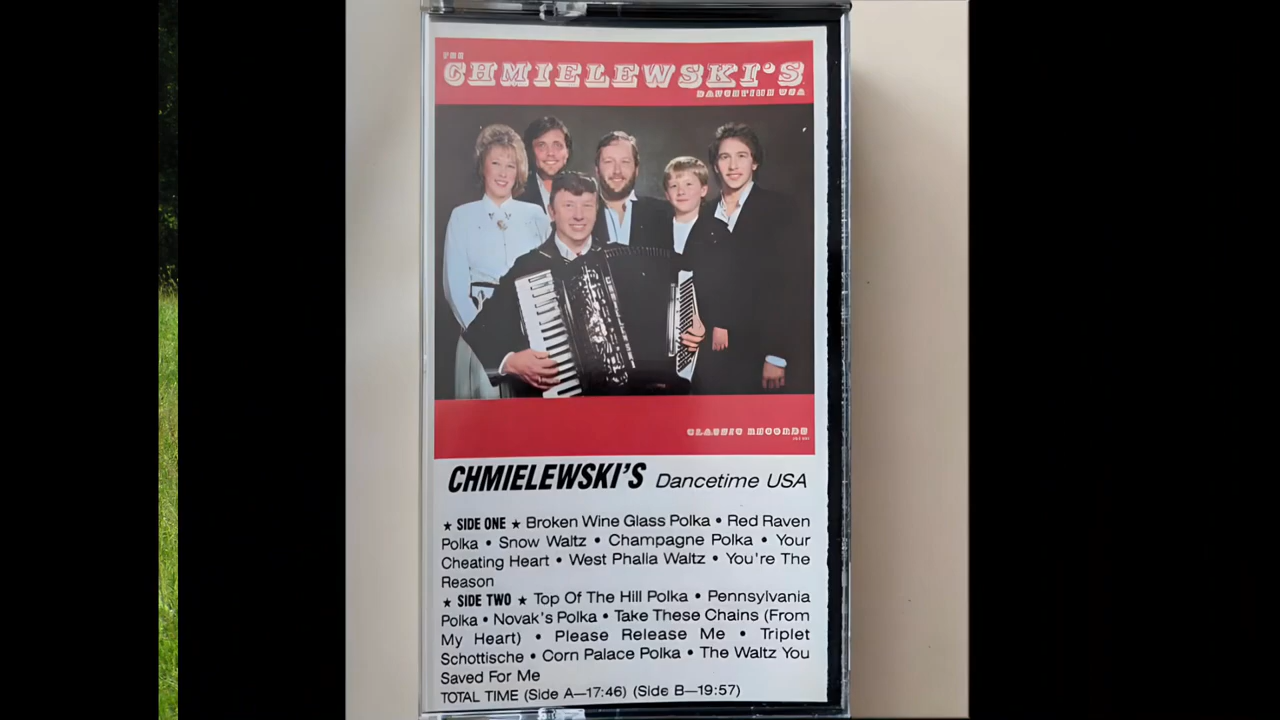 FUN
CHMIELEWSKI'S
DANCETIME USA
CLASSIC RECORDS
CHMIELEWSKI'S Dancetime USA
★ SIDE ONE ★ Broken Wine Glass Polka • Red Raven
Polka • Snow Waltz • Champagne Polka • Your
Cheating Heart • West Phalia Waltz • You're The
Reason
★ SIDE TWO ★ Top Of The Hill Polka • Pennsylvania
Polka • Novak's Polka • Take These Chains (From
My Heart) • Please Release Me • Triplet
Schottische • Corn Palace Polka • The Waltz You
Saved For Me
TOTAL TIME (Side A—17:46) (Side B—19:57)